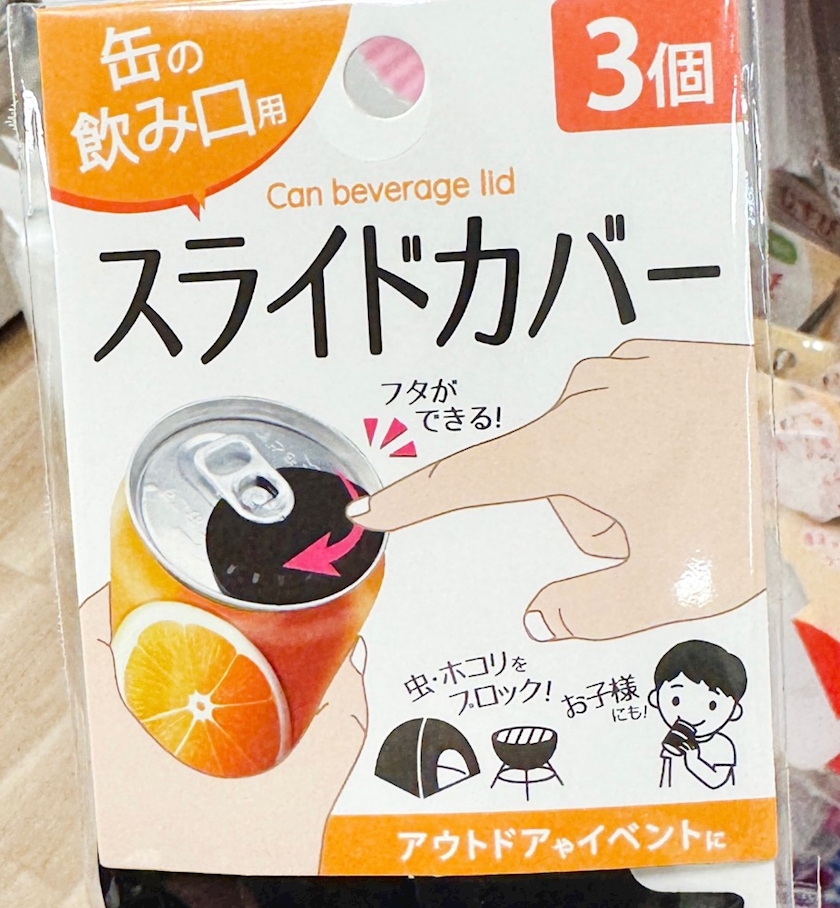 缶の
飲み口用
3個
Can beverage lid
スライドカバー
フタが
できる!
虫・ホコリを
ブロック!
お子様
にも!
アウトドアやイベントに